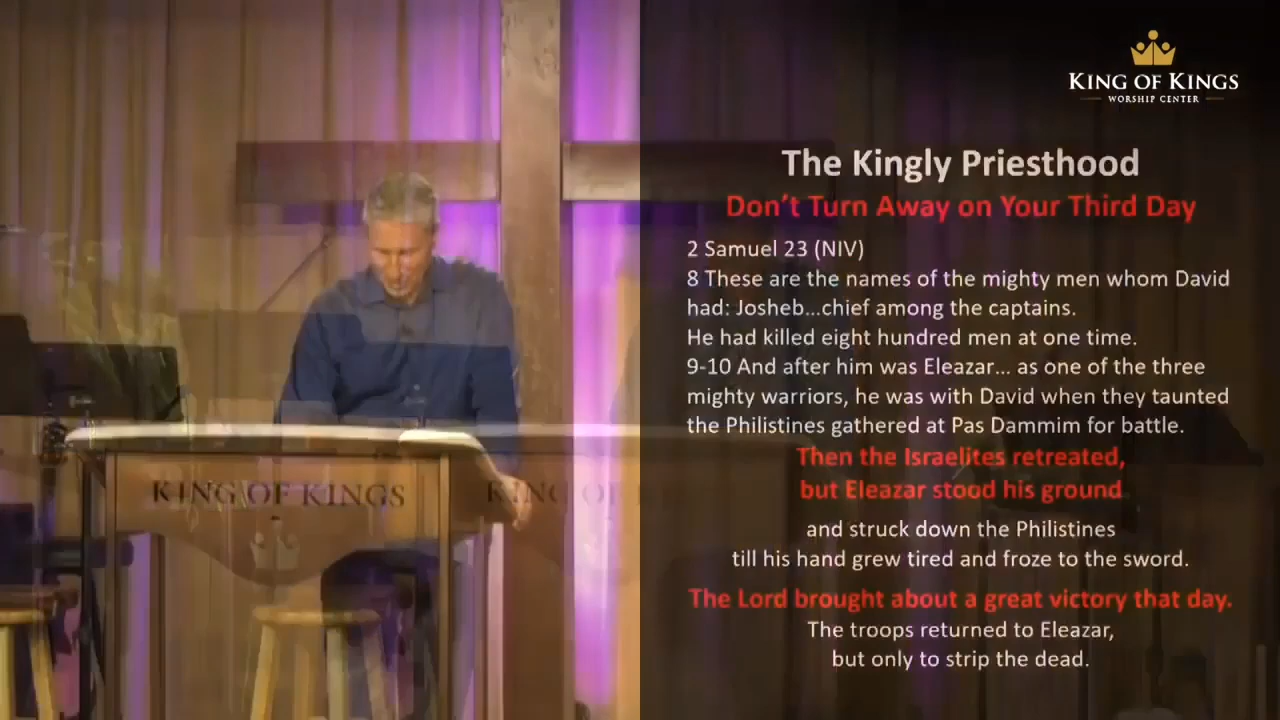 KING OF KINGS
WORSHIP CENTER
The Kingly Priesthood
Don't Turn Away on Your Third Day
2 Samuel 23 (NIV)
8 These are the names of the mighty men whom David
had: Josheb...chief among the captains.
He had killed eight hundred men at one time.
9-10 And after him was Eleazar... as one of the three
mighty warriors, he was with David when they taunted
the Philistines gathered at Pas Dammim for battle.
Then the Israelites retreated,
but Eleazar stood his ground
and struck down the Philistines
till his hand grew tired and froze to the sword.
The Lord brought about a great victory that day.
The troops returned to Eleazar,
but only to strip the dead.
KING OF KINGS